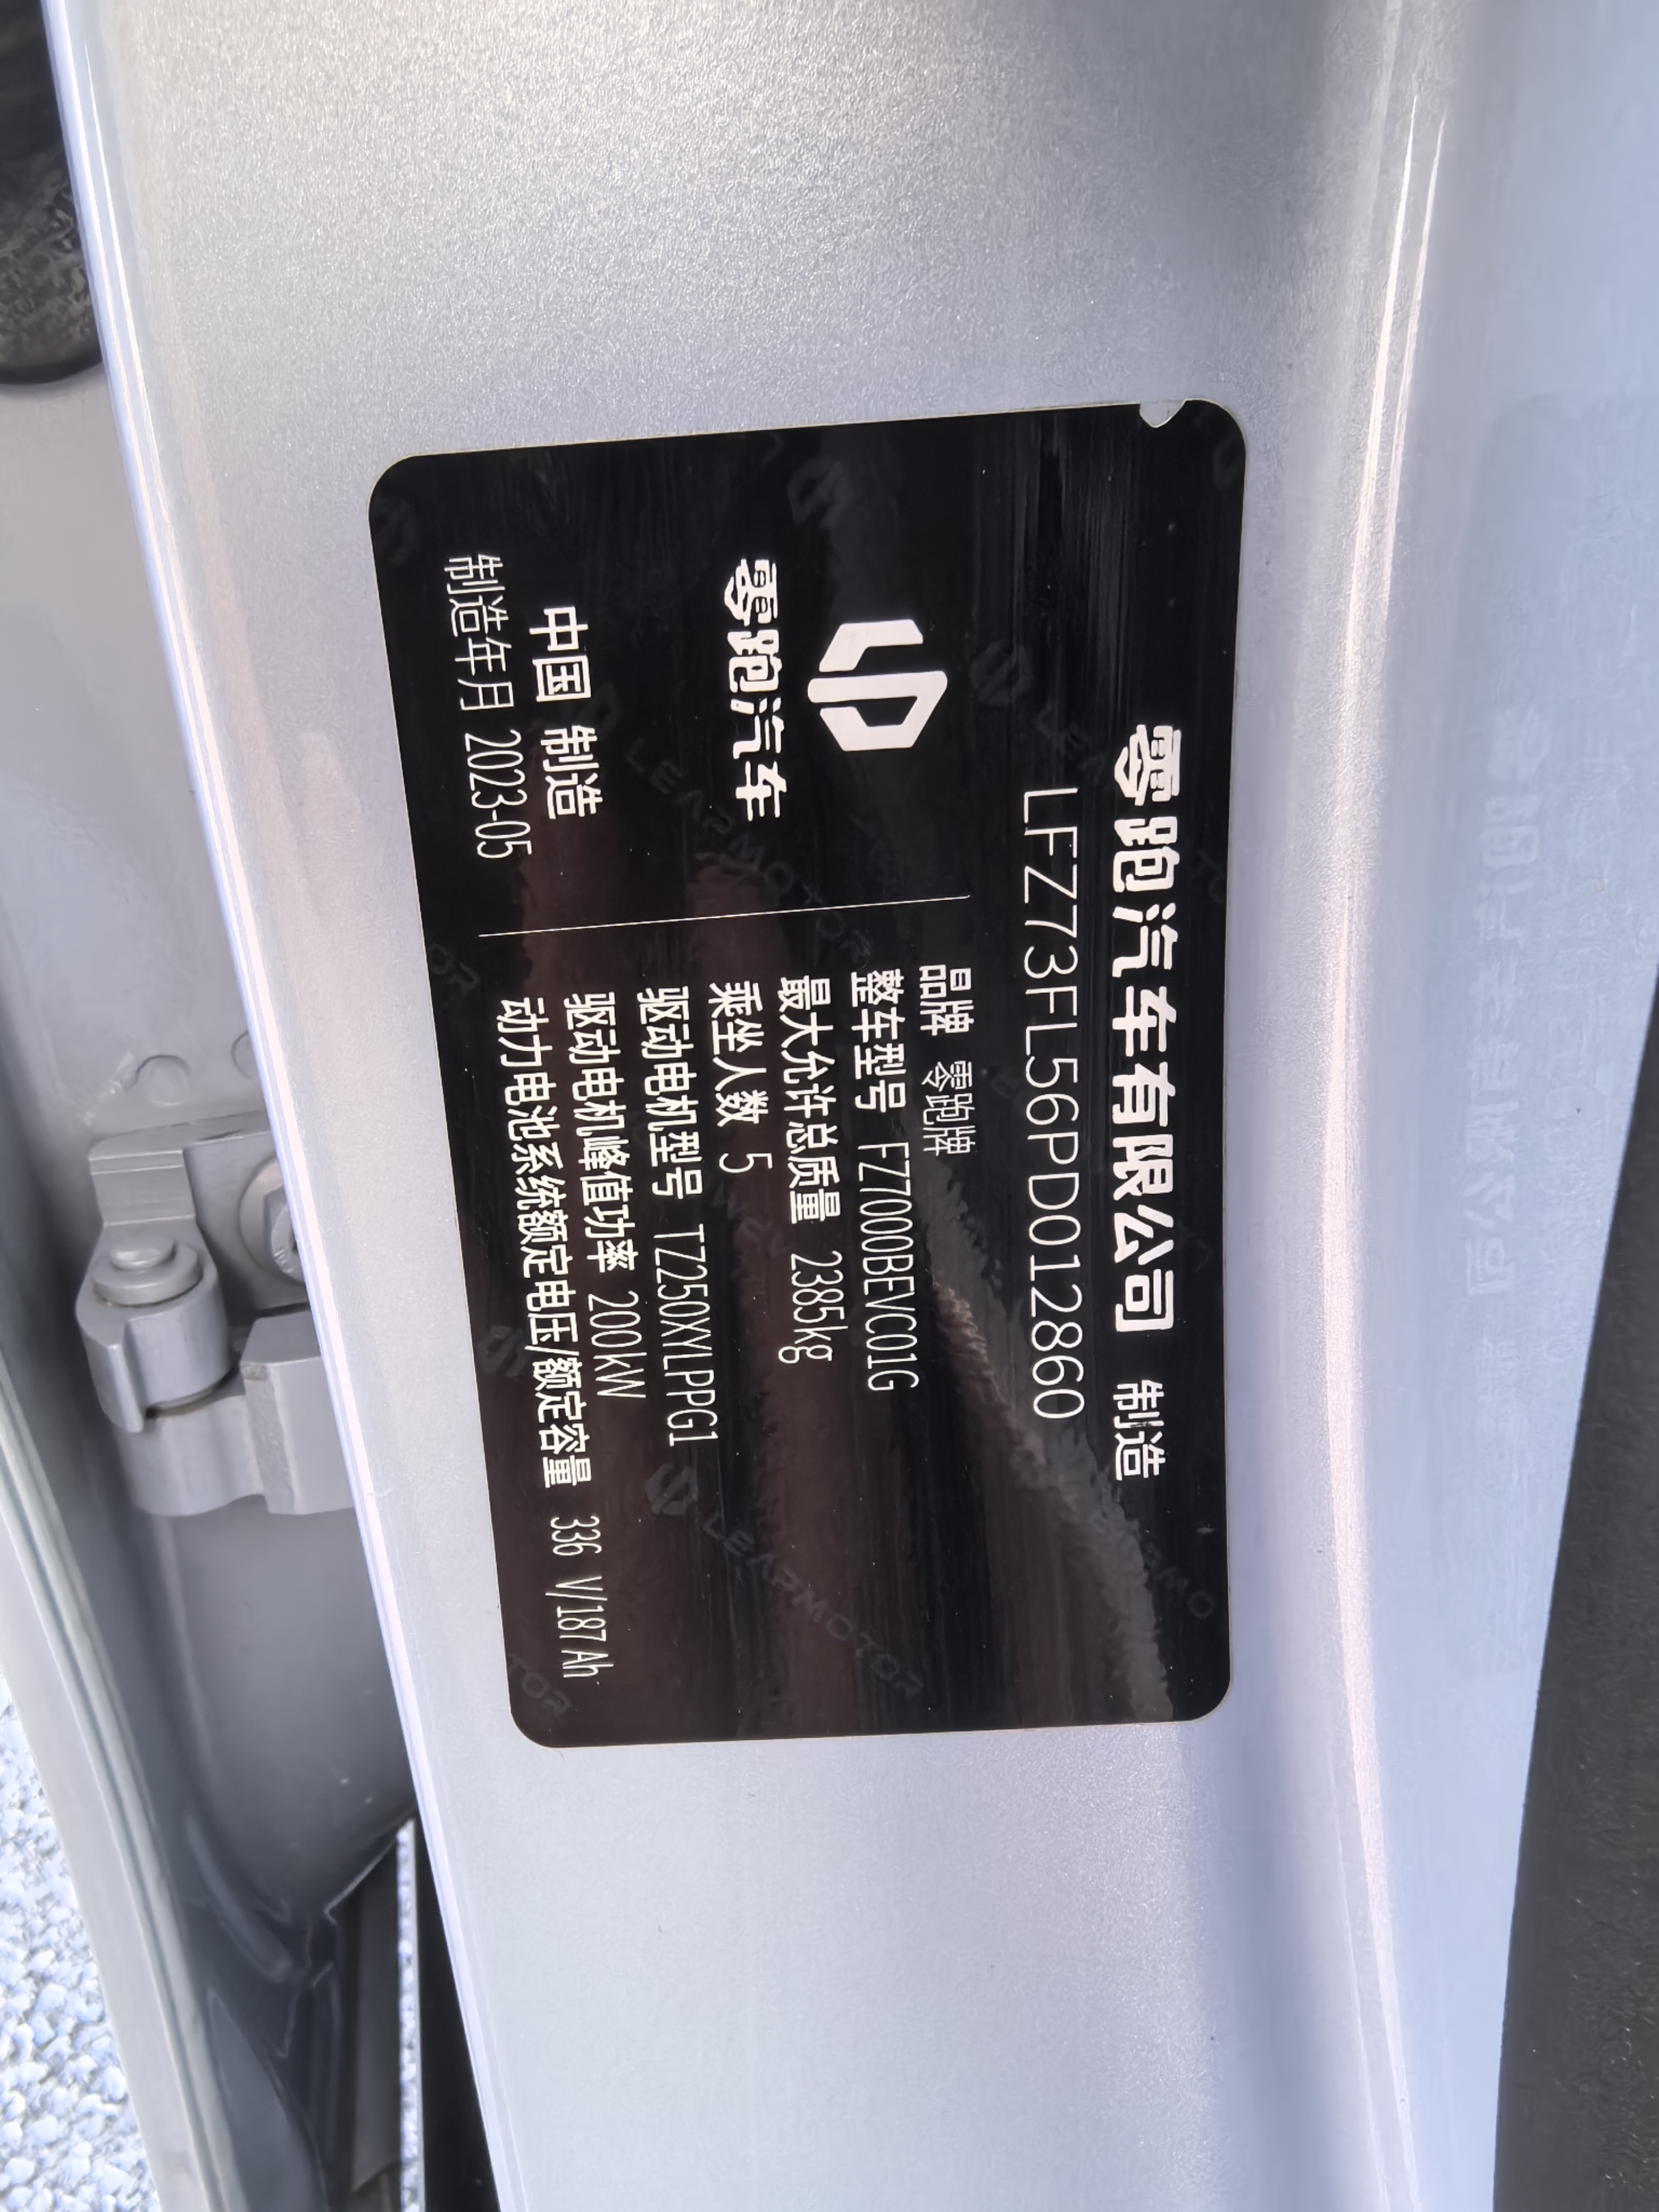 零跑汽车有限公司 制造
LFZ73FL56PD012860
零跑汽车
中国 制造
制造年月 2023-05
品牌 零跑牌
整车型号 FZ7000BEVC01G
最大允许总质量 2385kg
乘坐人数 5
驱动电机型号 TZ250XYLPPG1
驱动电机峰值功率 200kW
动力电池系统额定电压/额定容量 336 V/187 Ah
LEAPMOTOR
LEAPMOTOR